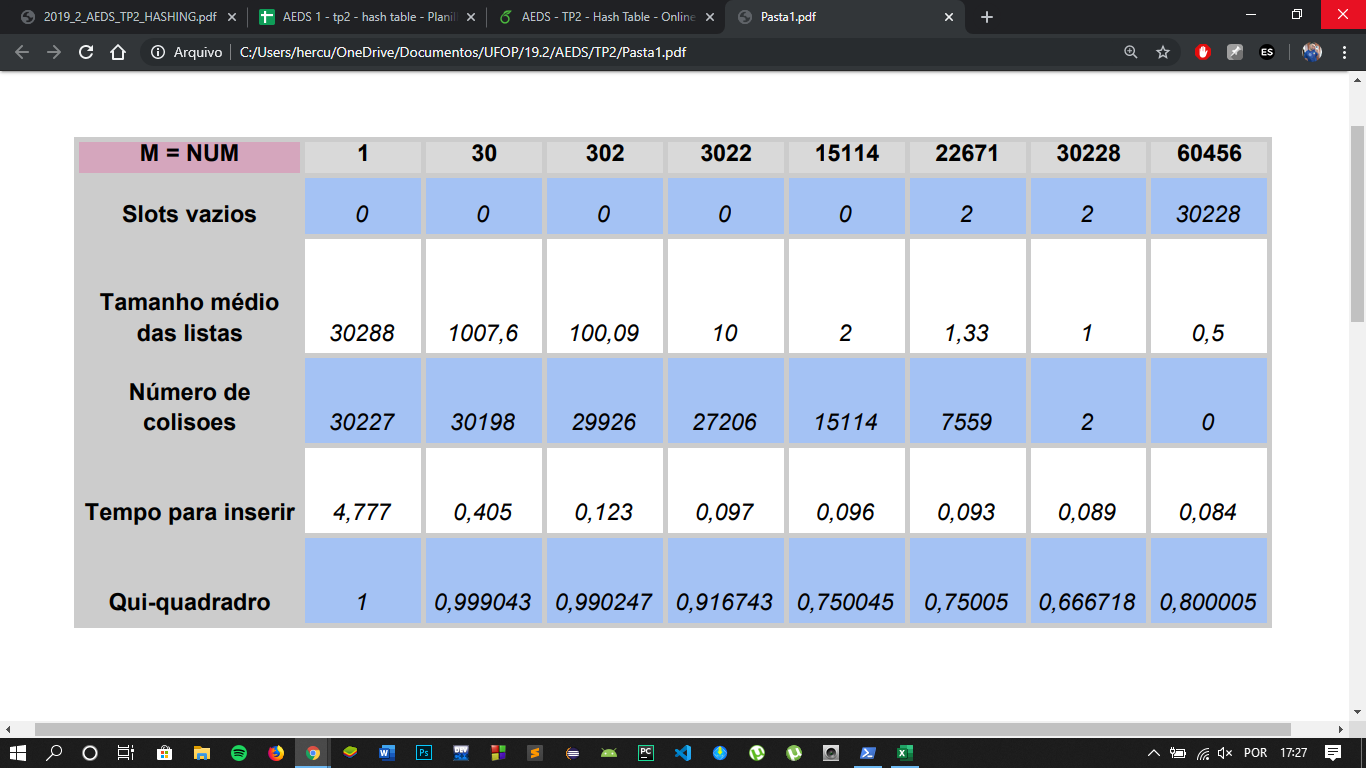 2019_2_AEDS_TP2_HASHING.pdf
AEDS 1 - tp2 - hash table - Planil
AEDS - TP2 - Hash Table - Online
Pasta1.pdf
Arquivo
C:/Users/hercu/OneDrive/Documentos/UFOP/19.2/AEDS/TP2/Pasta1.pdf
ES
M = NUM 1 30 302 3022 15114 22671 30228 60456
Slots vazios 0 0 0 0 0 2 2 30228
Tamanho médio
das listas 30288 1007,6 100,09 10 2 1,33 1 0,5
Número de
colisoes 30227 30198 29926 27206 15114 7559 2 0
Tempo para inserir 4,777 0,405 0,123 0,097 0,096 0,093 0,089 0,084
Qui-quadradro 1 0,999043 0,990247 0,916743 0,750045 0,75005 0,666718 0,800005
POR 17:27